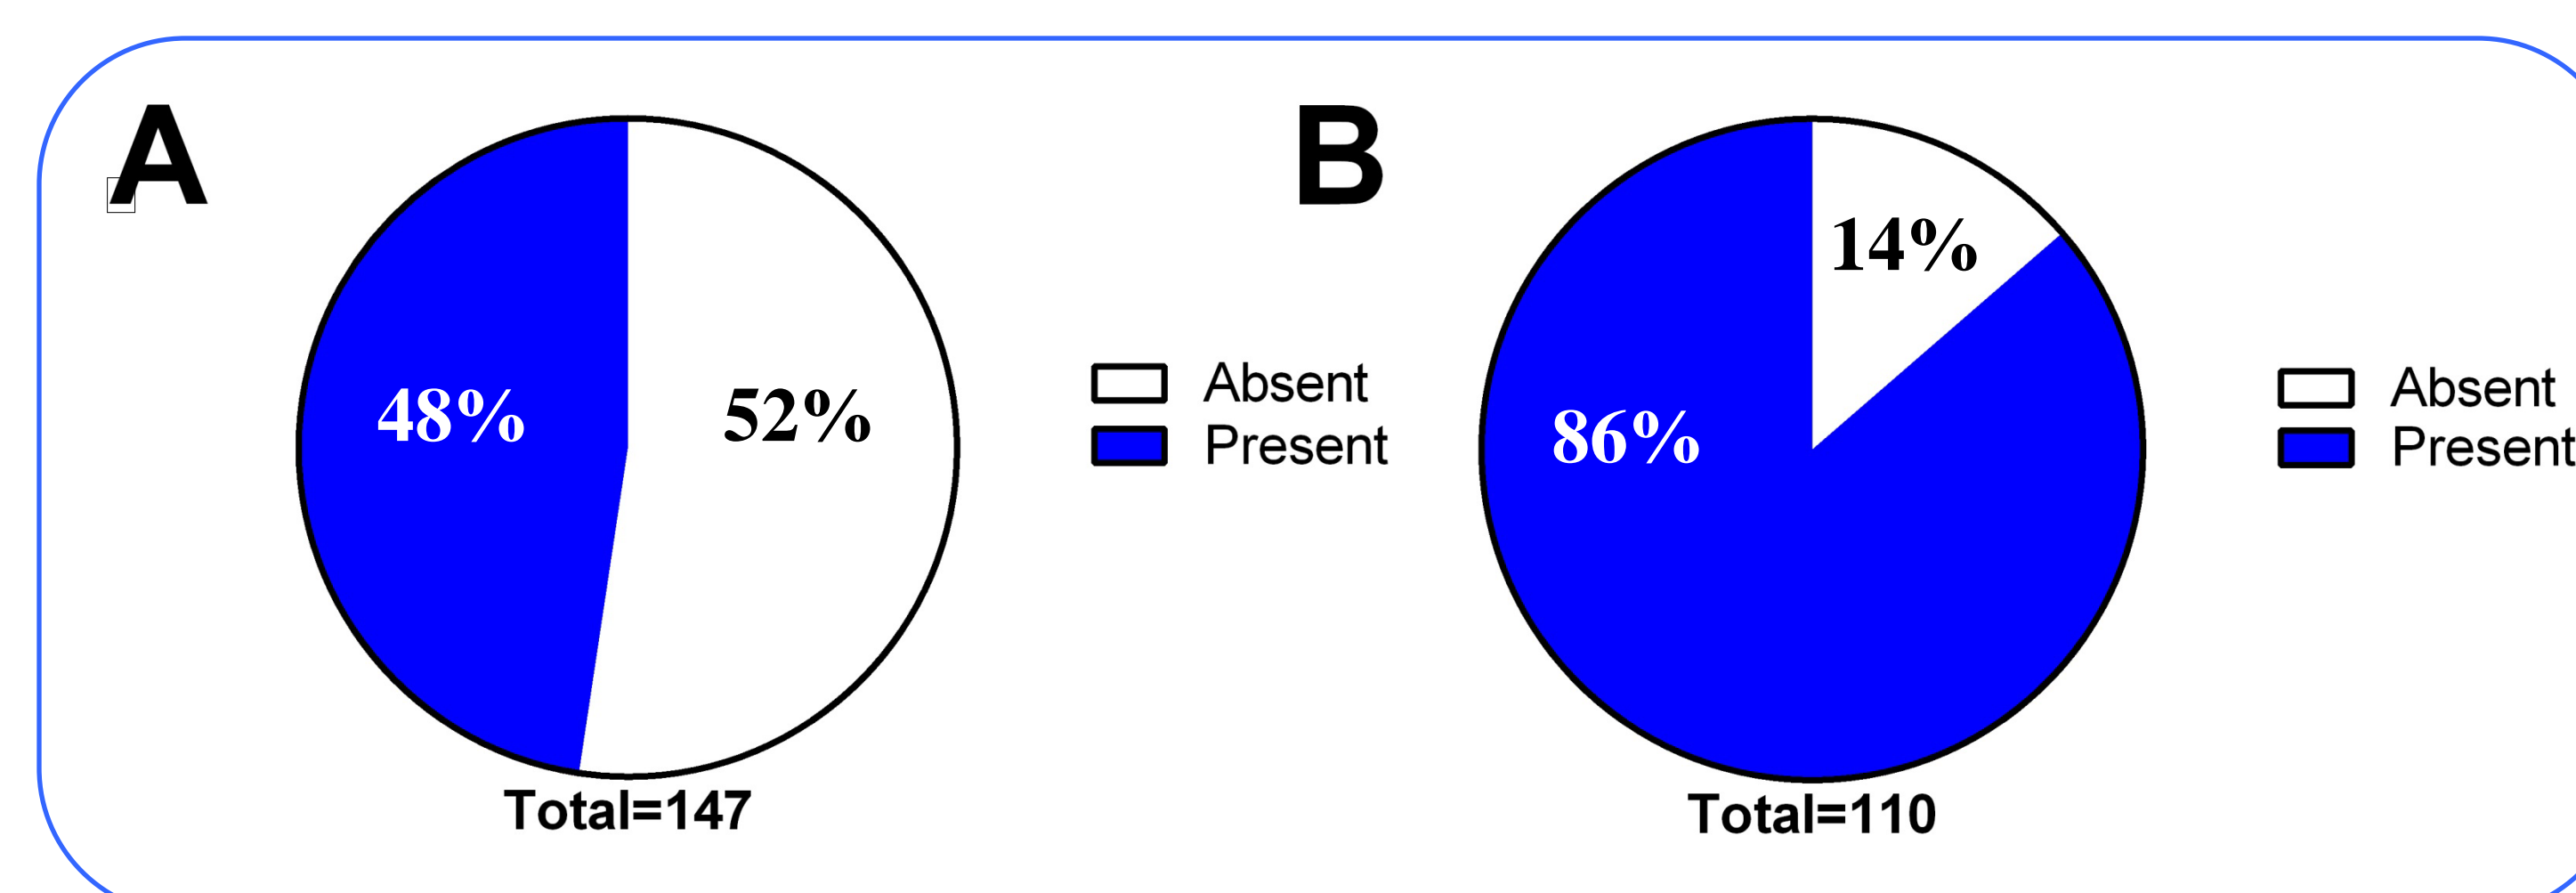 A
48%
52%
Absent
Present
Total=147
B
14%
86%
Absent
Present
Total=110